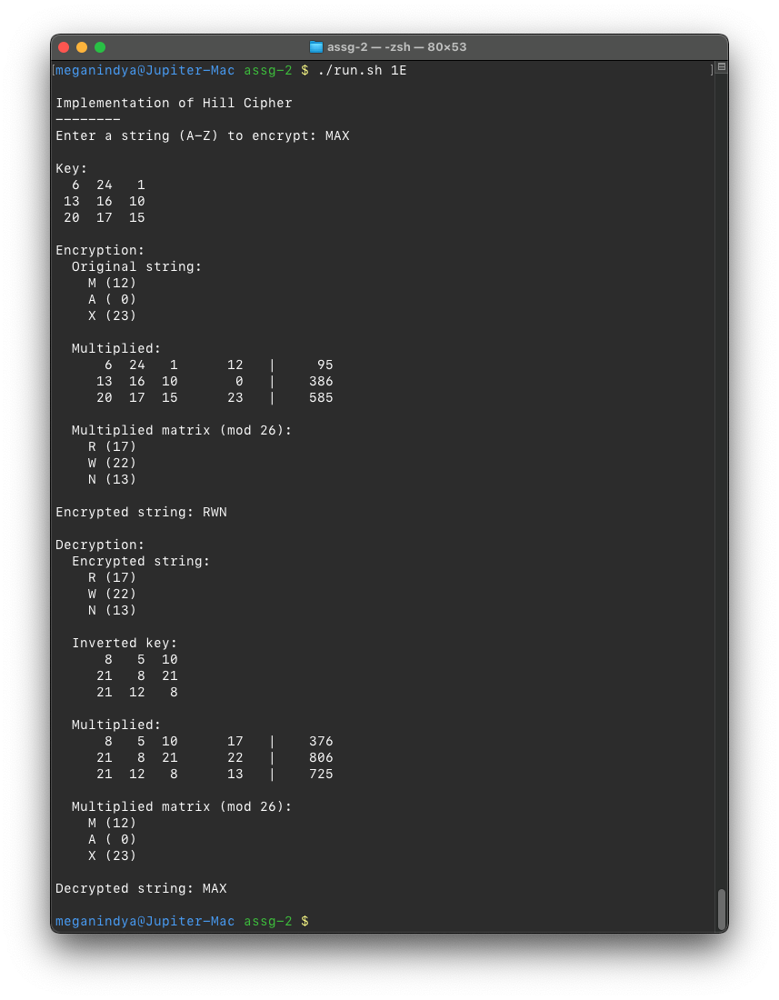 assg-2 — -zsh — 80×53
[meganindya@Jupiter-Mac assg-2 $ ./run.sh 1E ]
Implementation of Hill Cipher
--------
Enter a string (A-Z) to encrypt: MAX
Key:
  6  24   1
 13  16  10
 20  17  15
Encryption:
  Original string:
    M (12)
    A ( 0)
    X (23)
  Multiplied:
      6  24   1      12   |     95
     13  16  10       0   |    386
     20  17  15      23   |    585
  Multiplied matrix (mod 26):
    R (17)
    W (22)
    N (13)
Encrypted string: RWN
Decryption:
  Encrypted string:
    R (17)
    W (22)
    N (13)
  Inverted key:
      8   5  10
     21   8  21
     21  12   8
  Multiplied:
      8   5  10      17   |    376
     21   8  21      22   |    806
     21  12   8      13   |    725
  Multiplied matrix (mod 26):
    M (12)
    A ( 0)
    X (23)
Decrypted string: MAX
meganindya@Jupiter-Mac assg-2 $